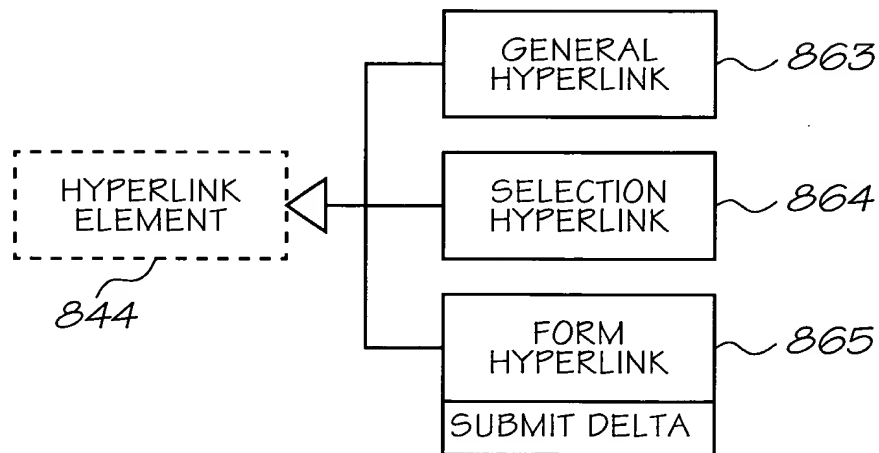 GENERAL
HYPERLINK
863
HYPERLINK
ELEMENT
844
SELECTION
HYPERLINK
864
FORM
HYPERLINK
865
SUBMIT DELTA